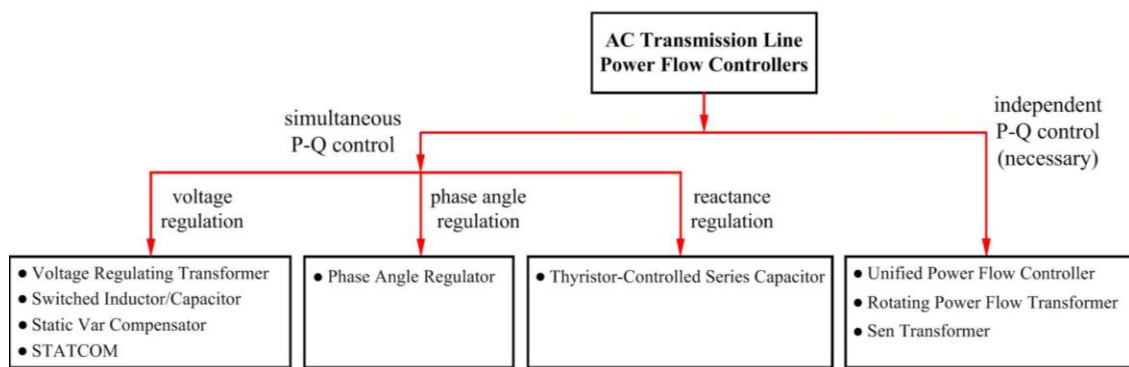 AC Transmission Line
Power Flow Controllers
simultaneous
P-Q control
independent
P-Q control
(necessary)
voltage
regulation
phase angle
regulation
reactance
regulation
● Voltage Regulating Transformer
● Switched Inductor/Capacitor
● Static Var Compensator
● STATCOM
● Phase Angle Regulator
● Thyristor-Controlled Series Capacitor
● Unified Power Flow Controller
● Rotating Power Flow Transformer
● Sen Transformer